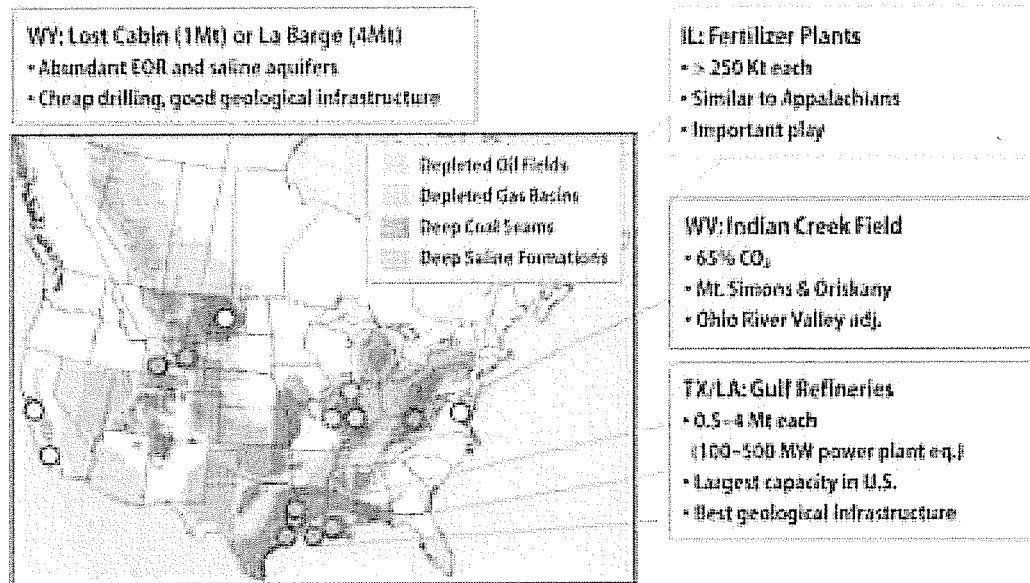 WY: Lost Cabin (1Mt) or La Barge (4Mt)
• Abundant EOR and saline aquifers
• Cheap drilling, good geological infrastructure
IL: Fertilizer Plants
• > 250 Kt each
• Similar to Appalachians
• Important play
Depleted Oil Fields
Depleted Gas Basins
Deep Coal Seams
Deep Saline Formations
WV: Indian Creek Field
• 65% CO₂
• Mt. Simons & Oriskany
• Ohio River Valley adj.
TX/LA: Gulf Refineries
• 0.5–4 Mt each
(100–500 MW power plant eq.)
• Largest capacity in U.S.
• Best geological infrastructure